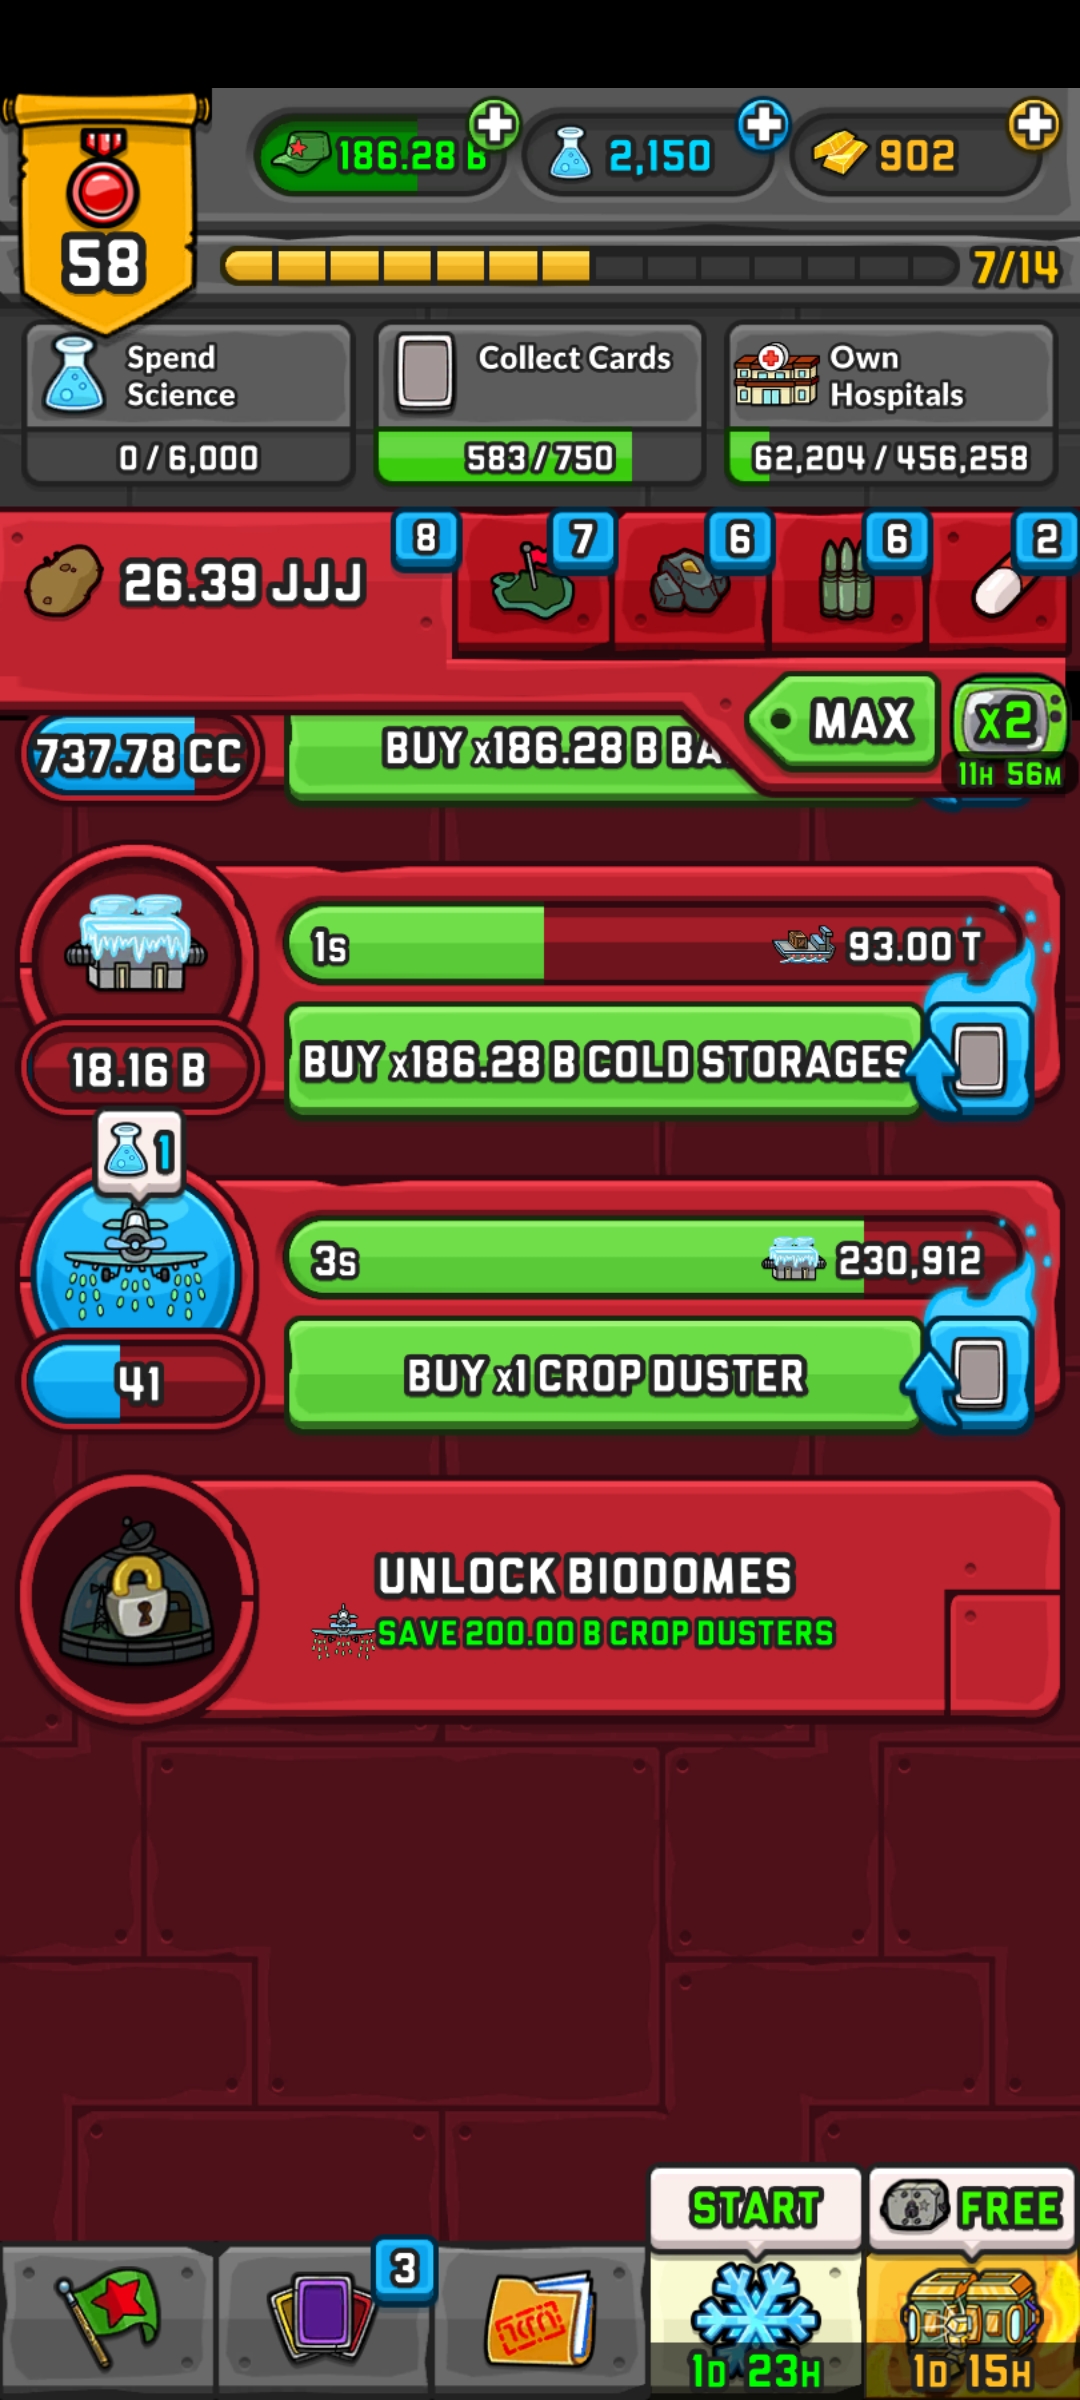 186.28 B
2,150
902
58
7/14
Spend
Science
0 / 6,000
Collect Cards
583 / 750
Own
Hospitals
62,204 / 456,258
26.39 JJJ
8
7
6
6
2
MAX
x2
11H 56M
737.78 CC
BUY x186.28 B BA
1s
93.00 T
18.16 B
BUY x186.28 B COLD STORAGES
1
3s
230,912
41
BUY x1 CROP DUSTER
UNLOCK BIODOMES
SAVE 200.00 B CROP DUSTERS
START
FREE
3
1D 23H
1D 15H